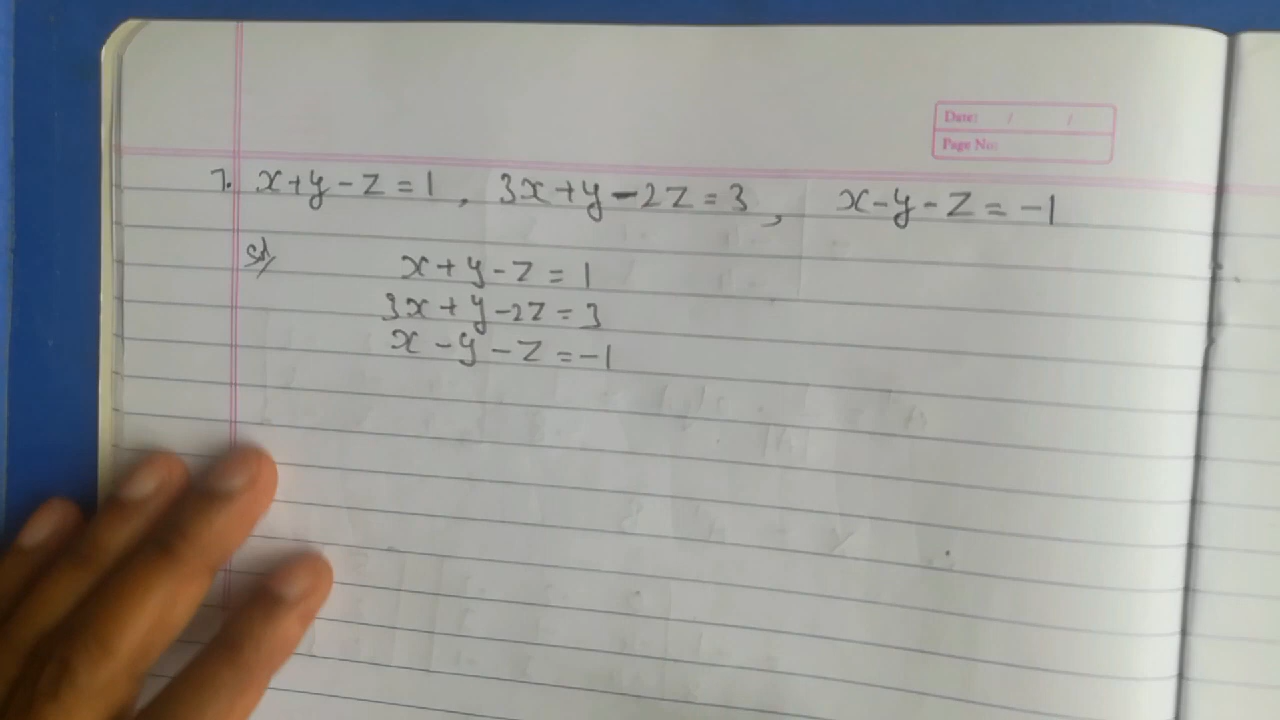 Date: / /
Page No:
7. x+y-z=1, 3x+y-2z=3, x-y-z=-1
Sol,
x+y-z=1
3x+y-2z=3
x-y-z=-1